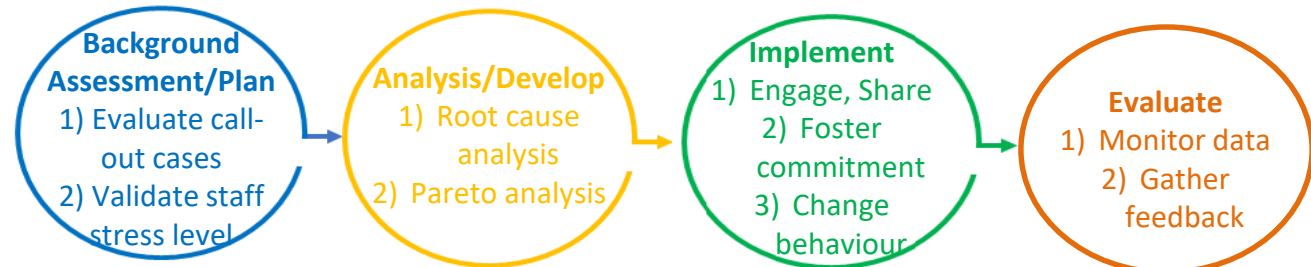 Background
Assessment/Plan
1) Evaluate call-
out cases
2) Validate staff
stress level
Analysis/Develop
1) Root cause
analysis
2) Pareto analysis
Implement
1) Engage, Share
2) Foster
commitment
3) Change
behaviour
Evaluate
1) Monitor data
2) Gather
feedback